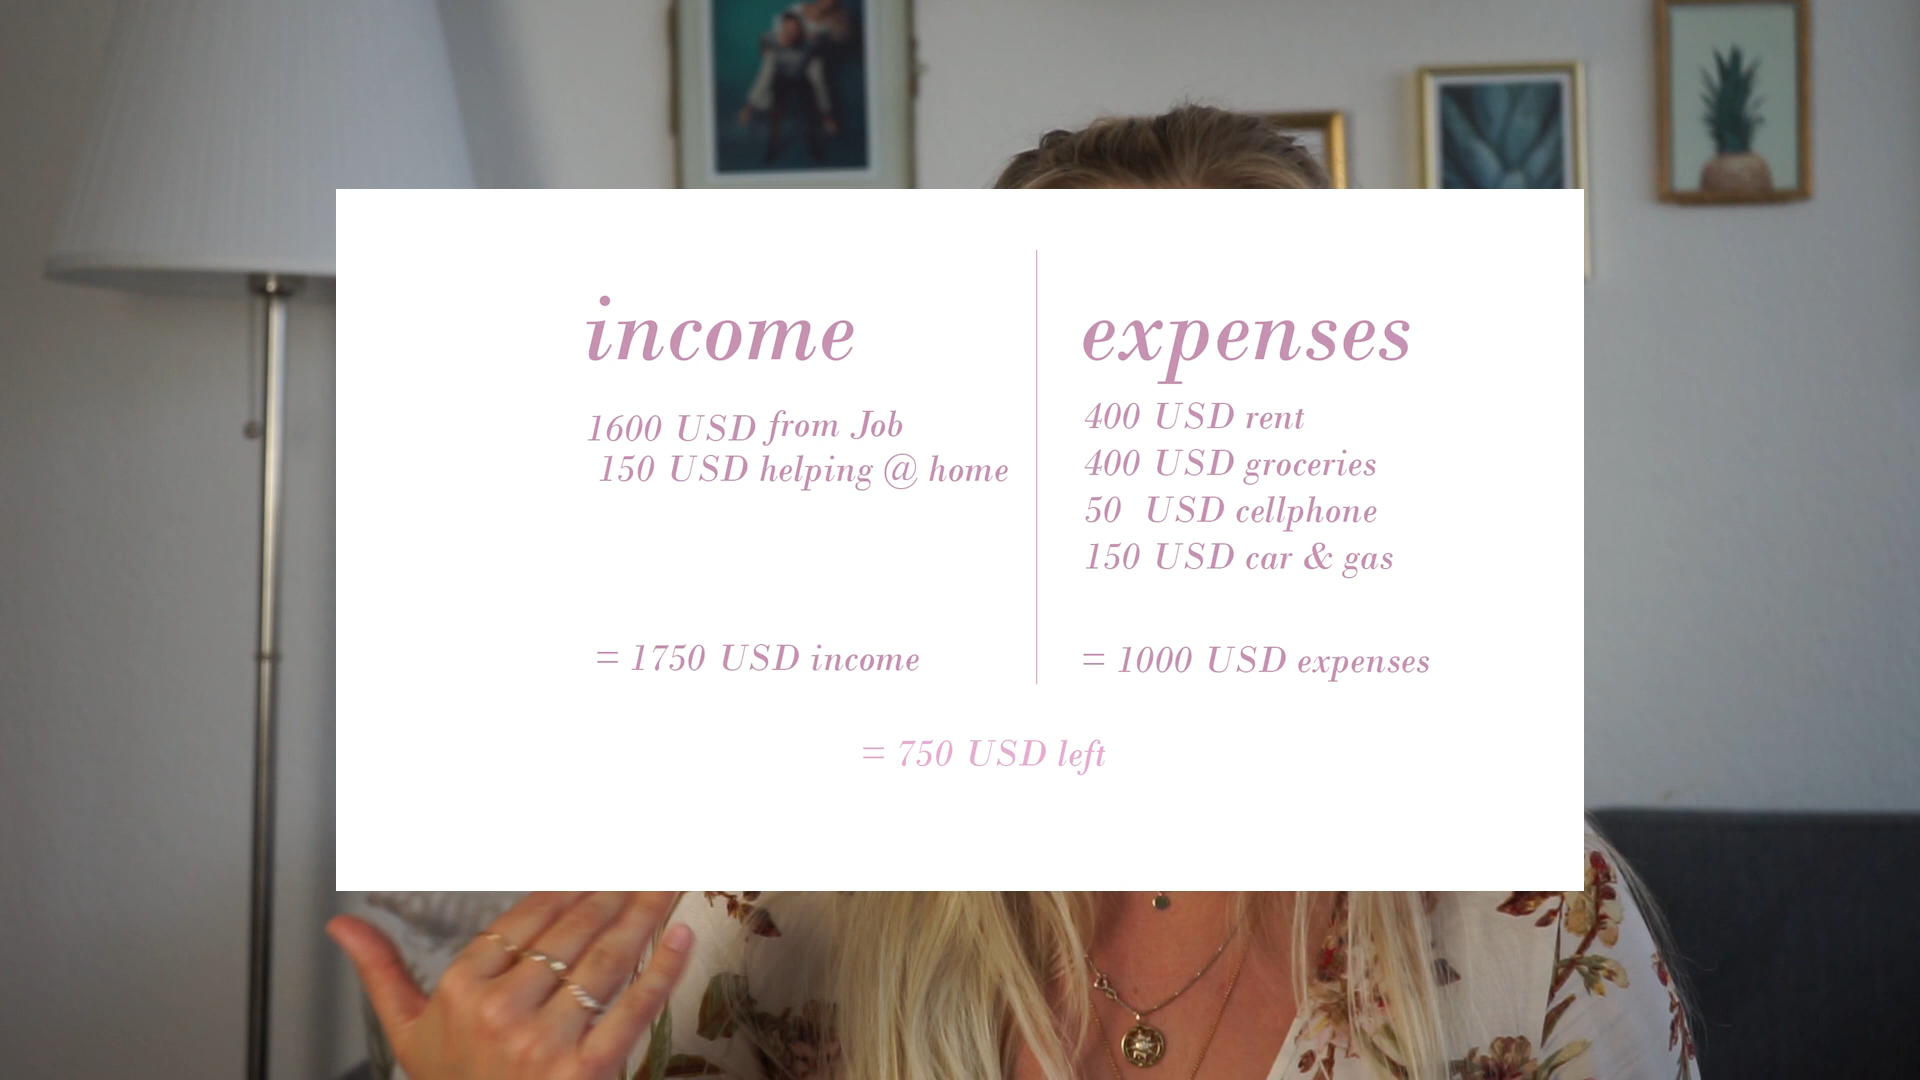 income
1600 USD from Job
150 USD helping @ home
= 1750 USD income
expenses
400 USD rent
400 USD groceries
50 USD cellphone
150 USD car & gas
= 1000 USD expenses
= 750 USD left